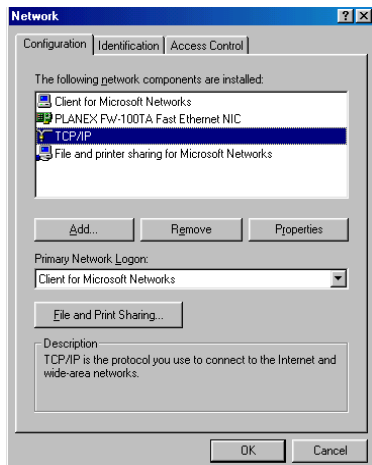 Network
Configuration Identification Access Control
The following network components are installed:
Client for Microsoft Networks
PLANEX FW-100TA Fast Ethernet NIC
TCP/IP
File and printer sharing for Microsoft Networks
Add... Remove Properties
Primary Network Logon:
Client for Microsoft Networks
File and Print Sharing...
Description
TCP/IP is the protocol you use to connect to the Internet and
wide-area networks.
OK Cancel